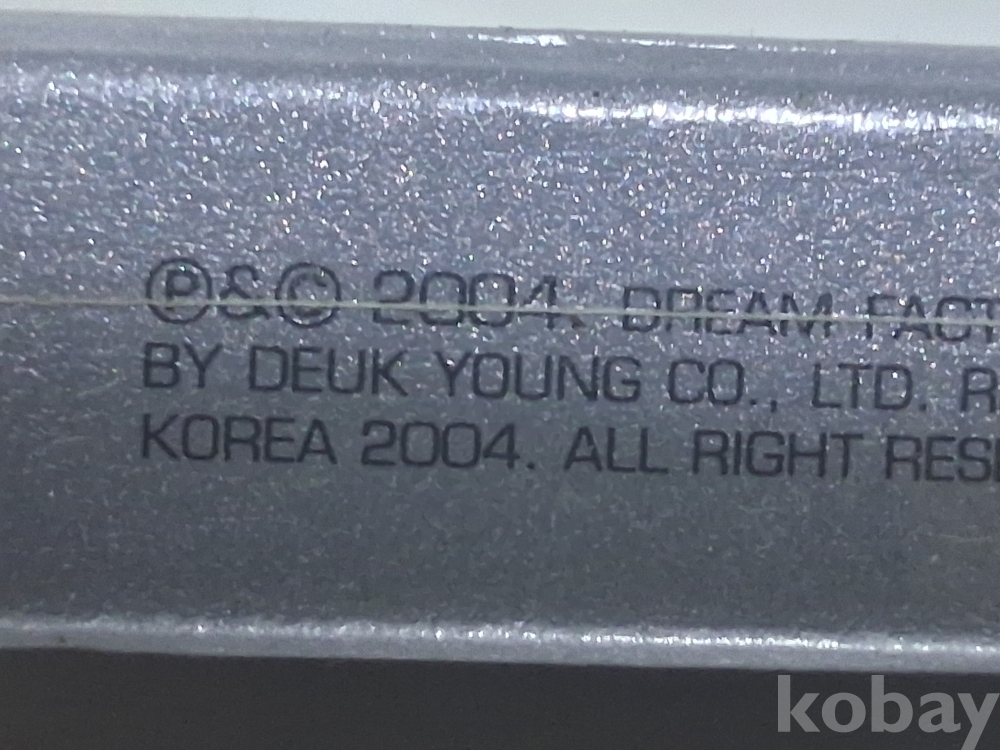 ℗&© 2004. DREAM FACT
BY DEUK YOUNG CO., LTD. R
KOREA 2004. ALL RIGHT RES
kobay